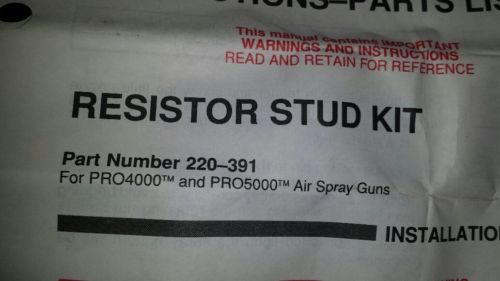 This manual contains IMPORTANT
WARNINGS AND INSTRUCTIONS
READ AND RETAIN FOR REFERENCE
RESISTOR STUD KIT
Part Number 220–391
For PRO4000™ and PRO5000™ Air Spray Guns